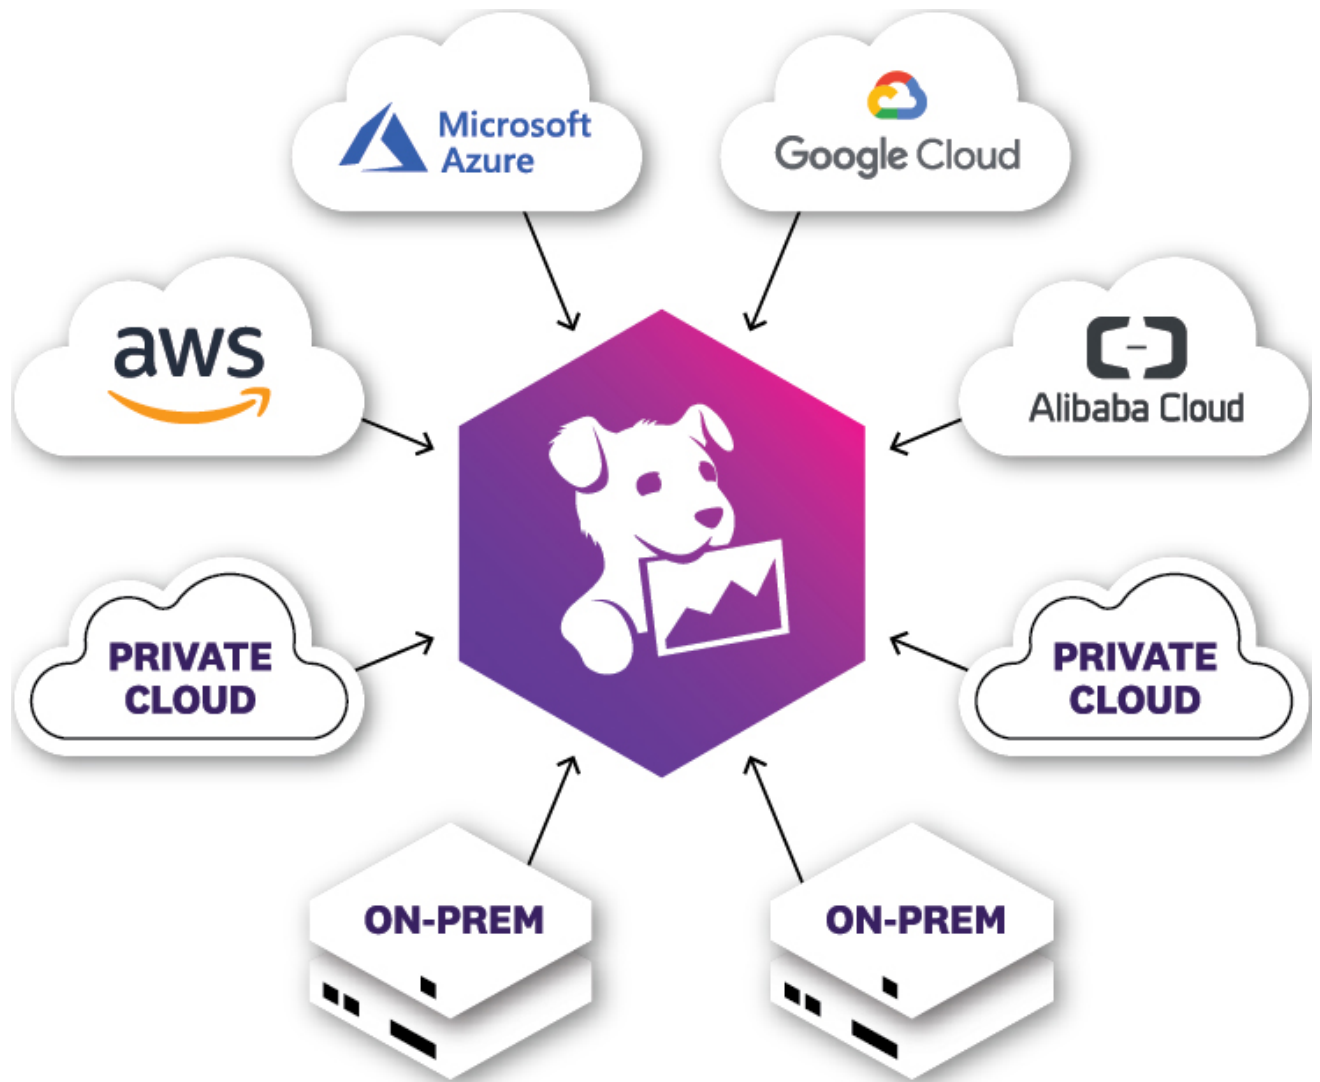 Microsoft
Azure
Google Cloud
aws
Alibaba Cloud
PRIVATE
CLOUD
PRIVATE
CLOUD
ON-PREM
ON-PREM